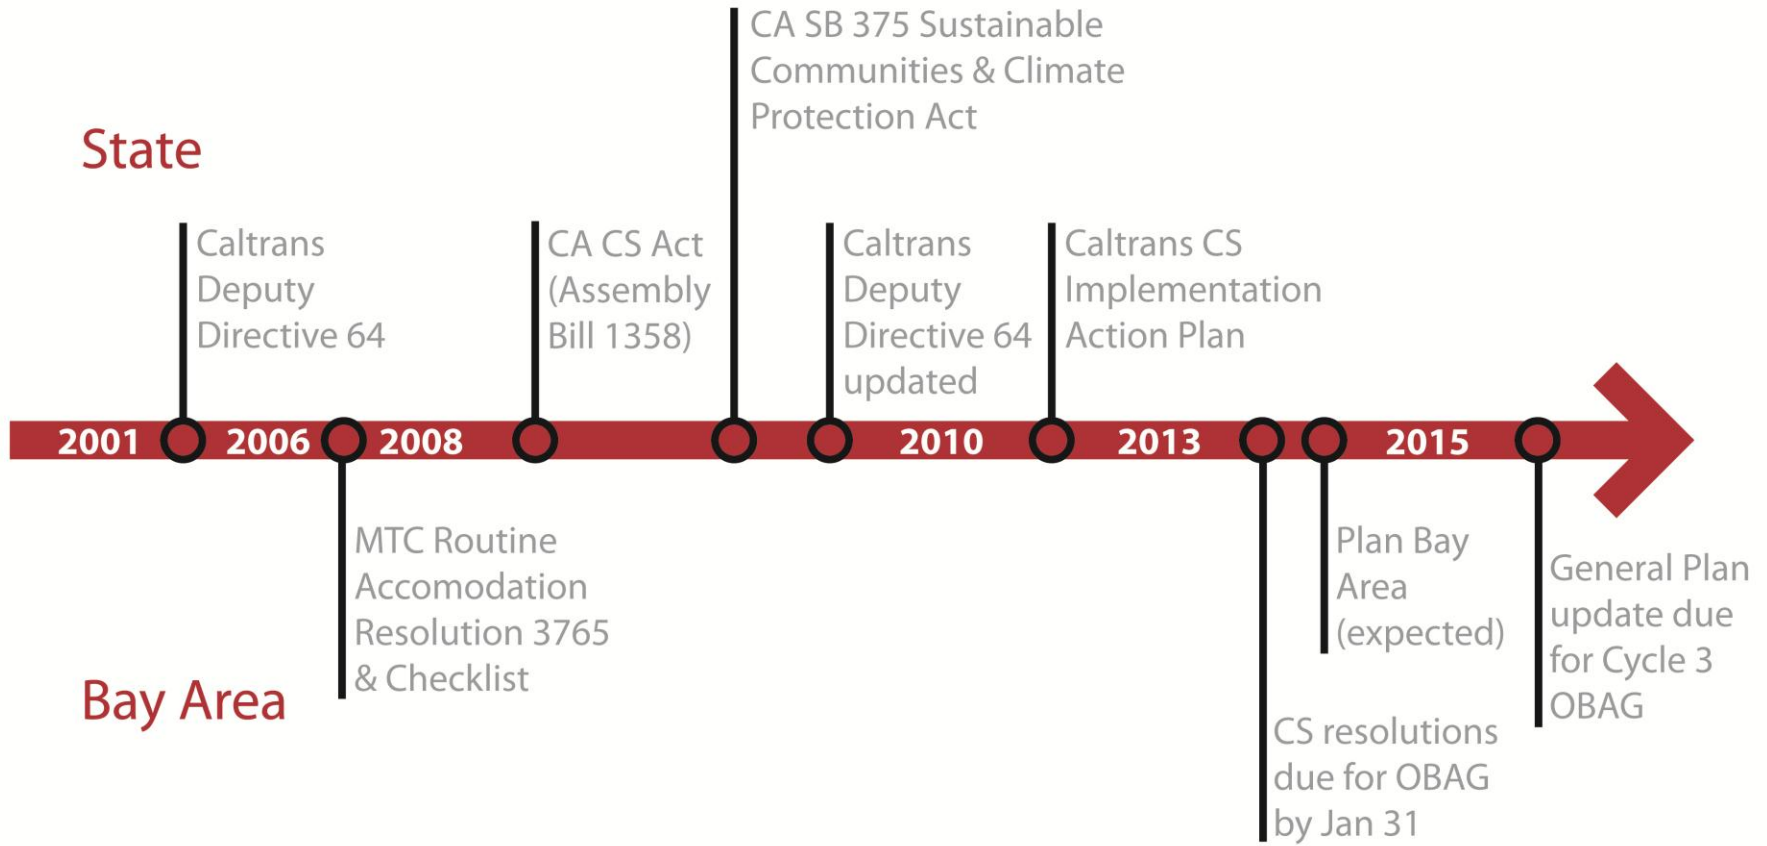 CA SB 375 Sustainable
Communities & Climate
Protection Act
State
Caltrans
Deputy
Directive 64
CA CS Act
(Assembly
Bill 1358)
Caltrans
Deputy
Directive 64
updated
Caltrans CS
Implementation
Action Plan
2001 2006 2008 2010 2013 2015
MTC Routine
Accomodation
Resolution 3765
& Checklist
Plan Bay
Area
(expected)
General Plan
update due
for Cycle 3
OBAG
Bay Area
CS resolutions
due for OBAG
by Jan 31